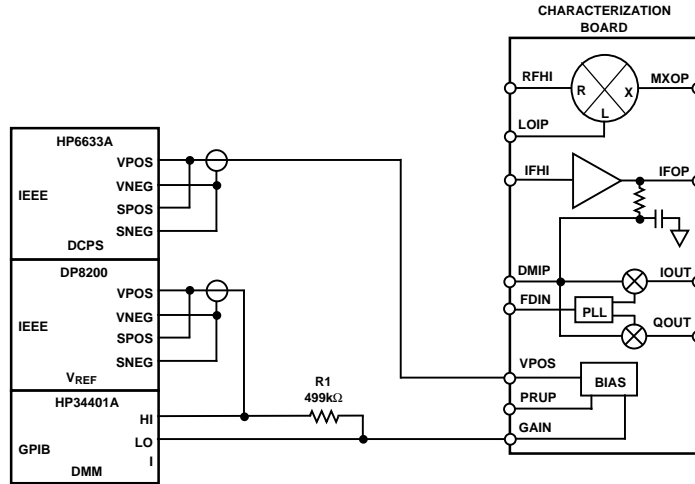 CHARACTERIZATION
BOARD
RFHI
R
X
L
MXOP
LOIP
HP6633A
VPOS
IEEE
VNEG
SPOS
SNEG
DCPS
IFHI
IFOP
DP8200
VPOS
IEEE
VNEG
SPOS
SNEG
VREF
DMIP
IOUT
FDIN
PLL
QOUT
HP34401A
HI
GPIB
LO
I
DMM
R1
499kΩ
VPOS
BIAS
PRUP
GAIN